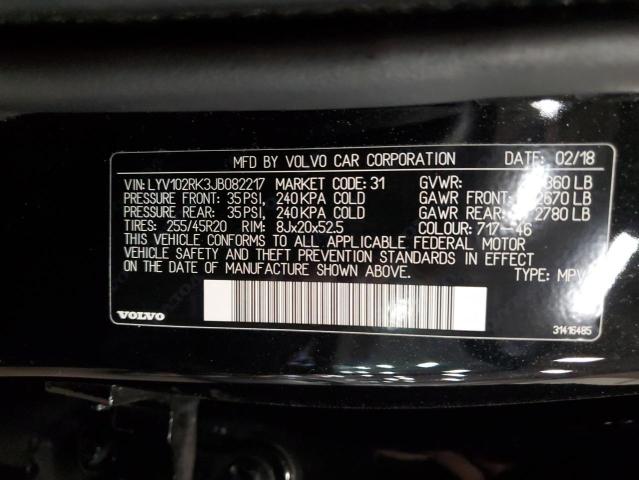 MFD BY VOLVO CAR CORPORATION DATE: 02/18
VIN: LYV102RK3JB082217 MARKET CODE: 31 GVWR: 360 LB
PRESSURE FRONT: 35 PSI, 240 KPA COLD GAWR FRONT: 2670 LB
PRESSURE REAR: 35 PSI, 240 KPA COLD GAWR REAR: 2780 LB
TIRES: 255/45R20 RIM: 8Jx20x52.5 COLOUR: 717-46
THIS VEHICLE CONFORMS TO ALL APPLICABLE FEDERAL MOTOR
VEHICLE SAFETY AND THEFT PREVENTION STANDARDS IN EFFECT
ON THE DATE OF MANUFACTURE SHOWN ABOVE. TYPE: MPV
VOLVO 31416485